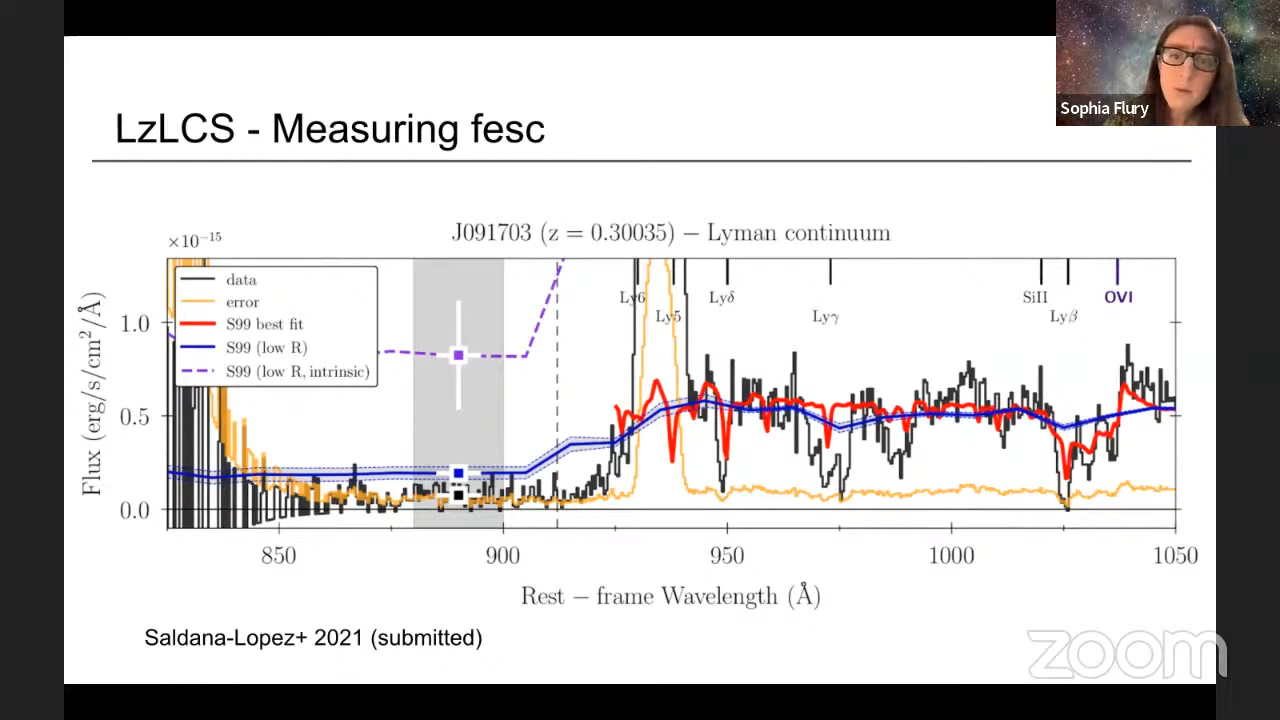 Sophia Flury
LzLCS - Measuring fesc
J091703 (z = 0.30035) − Lyman continuum
×10−15
data
error
S99 best fit
S99 (low R)
S99 (low R, intrinsic)
Ly6
Ly5
Lyδ
Lyγ
SiII
Lyβ
OVI
Flux (erg/s/cm2/Å)
1.0
0.5
0.0
850
900
950
1000
1050
Rest − frame Wavelength (Å)
Saldana-Lopez+ 2021 (submitted)
zoom